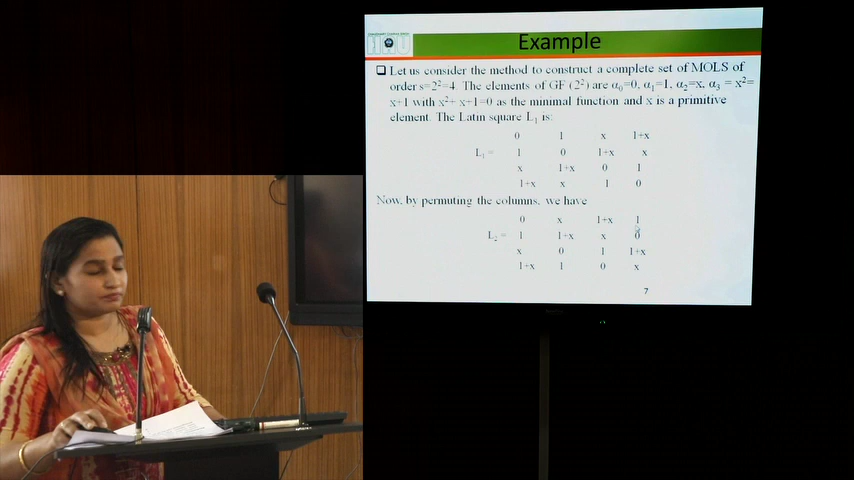 Example
❑ Let us consider the method to construct a complete set of MOLS of
order s=2²=4. The elements of GF (2²) are α₀=0, α₁=1, α₂=x, α₃ = x²=
x+1 with x²+ x+1=0 as the minimal function and x is a primitive
element. The Latin square L₁ is:
0 1 x 1+x
L₁ = 1 0 1+x x
x 1+x 0 1
1+x x 1 0
Now, by permuting the columns, we have
0 x 1+x 1
L₂ = 1 1+x x 0
x 0 1 1+x
1+x 1 0 x
7